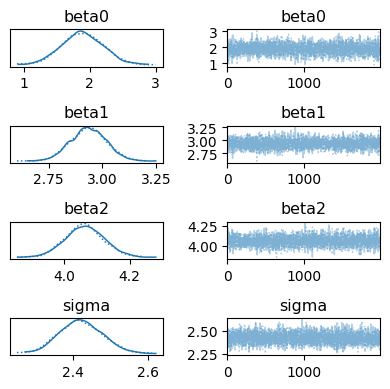 beta0 beta0
3
2
1
1 2 3 0 1000
beta1 beta1
3.25
3.00
2.75
2.75 3.00 3.25 0 1000
beta2 beta2
4.25
4.00
4.0 4.2 0 1000
sigma sigma
2.50
2.25
2.4 2.6 0 1000